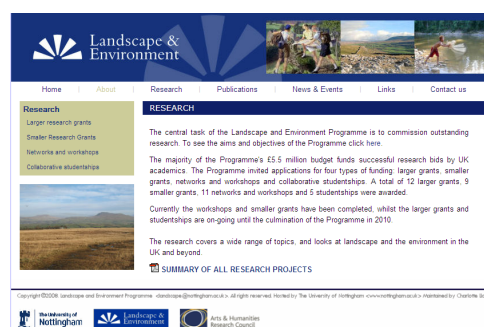 Landscape &
Environment
Home | About | Research | Publications | News & Events | Links | Contact us
Research
Larger research grants
Smaller Research Grants
Networks and workshops
Collaborative studentships
RESEARCH
The central task of the Landscape and Environment Programme is to commission outstanding
research. To see the aims and objectives of the Programme click here.
The majority of the Programme's £5.5 million budget funds successful research bids by UK
academics. The Programme invited applications for four types of funding: larger grants, smaller
grants, networks and workshops and collaborative studentships. A total of 12 larger grants, 9
smaller grants, 11 networks and workshops and 5 studentships were awarded.
Currently the workshops and smaller grants have been completed, whilst the larger grants and
studentships are on-going until the culmination of the Programme in 2010.
The research covers a wide range of topics, and looks at landscape and the environment in the
UK and beyond.
SUMMARY OF ALL RESEARCH PROJECTS
Copyright ©2006 Landscape and Environment Programme <landscape@nottingham.ac.uk>. All rights reserved. Hosted by The University of Nottingham <www.nottingham.ac.uk> Maintained by Charlotte
The University of
Nottingham
Landscape &
Environment
Arts & Humanities
Research Council